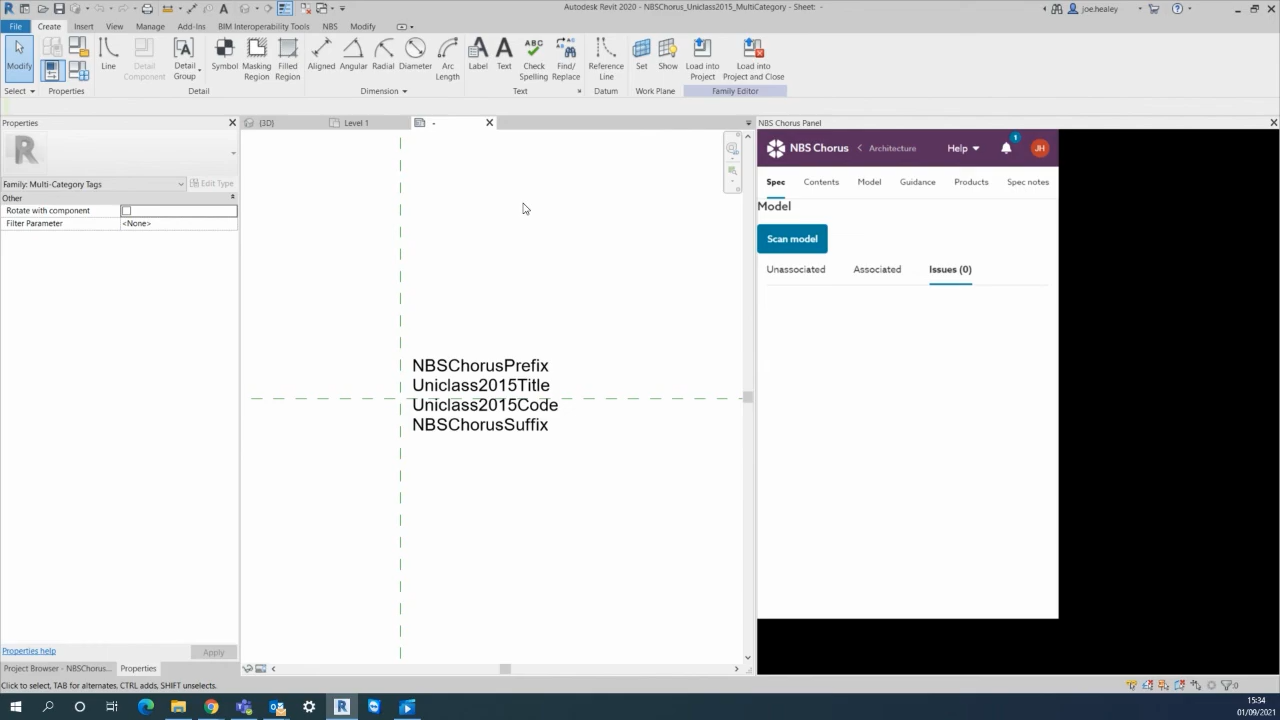 Autodesk Revit 2020 - NBSChorus_Uniclass2015_MultiCategory - Sheet: -
joe.healey
File Create Insert View Manage Add-Ins BIM Interoperability Tools NBS Modify
Modify
Line
Detail Component
Detail Group
Symbol
Masking Region
Filled Region
Aligned
Angular
Radial
Diameter
Arc Length
Label
Text
Check Spelling
Find/ Replace
Reference Line
Set
Show
Load into Project
Load into Project and Close
Select Properties Detail Dimension Text Datum Work Plane Family Editor
Properties
{3D}
Level 1
-
NBS Chorus Panel
Family: Multi-Category Tags
Edit Type
Other
Rotate with component
Filter Parameter <None>
NBSChorusPrefix
Uniclass2015Title
Uniclass2015Code
NBSChorusSuffix
NBS Chorus Architecture Help 1 JH
Spec Contents Model Guidance Products Spec notes
Model
Scan model
Unassociated Associated Issues (0)
Properties help
Apply
Project Browser - NBSChorus... Properties
Click to select, TAB for alternates, CTRL adds, SHIFT unselects.
:0
15:34
01/09/2021